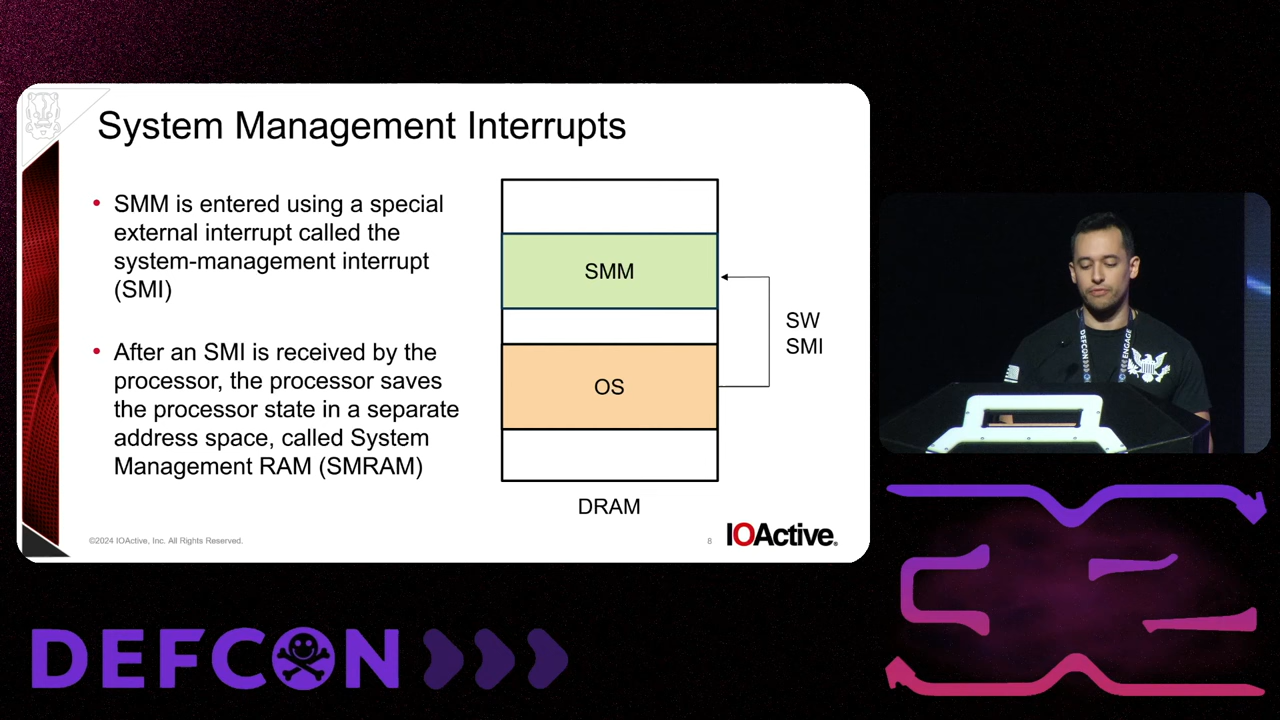 System Management Interrupts
• SMM is entered using a special
external interrupt called the
system-management interrupt
(SMI)
• After an SMI is received by the
processor, the processor saves
the processor state in a separate
address space, called System
Management RAM (SMRAM)
SMM
OS
SW
SMI
DRAM
©2024 IOActive, Inc. All Rights Reserved.
8
IOActive.
DEFCON
ENGAGE
DEFCON